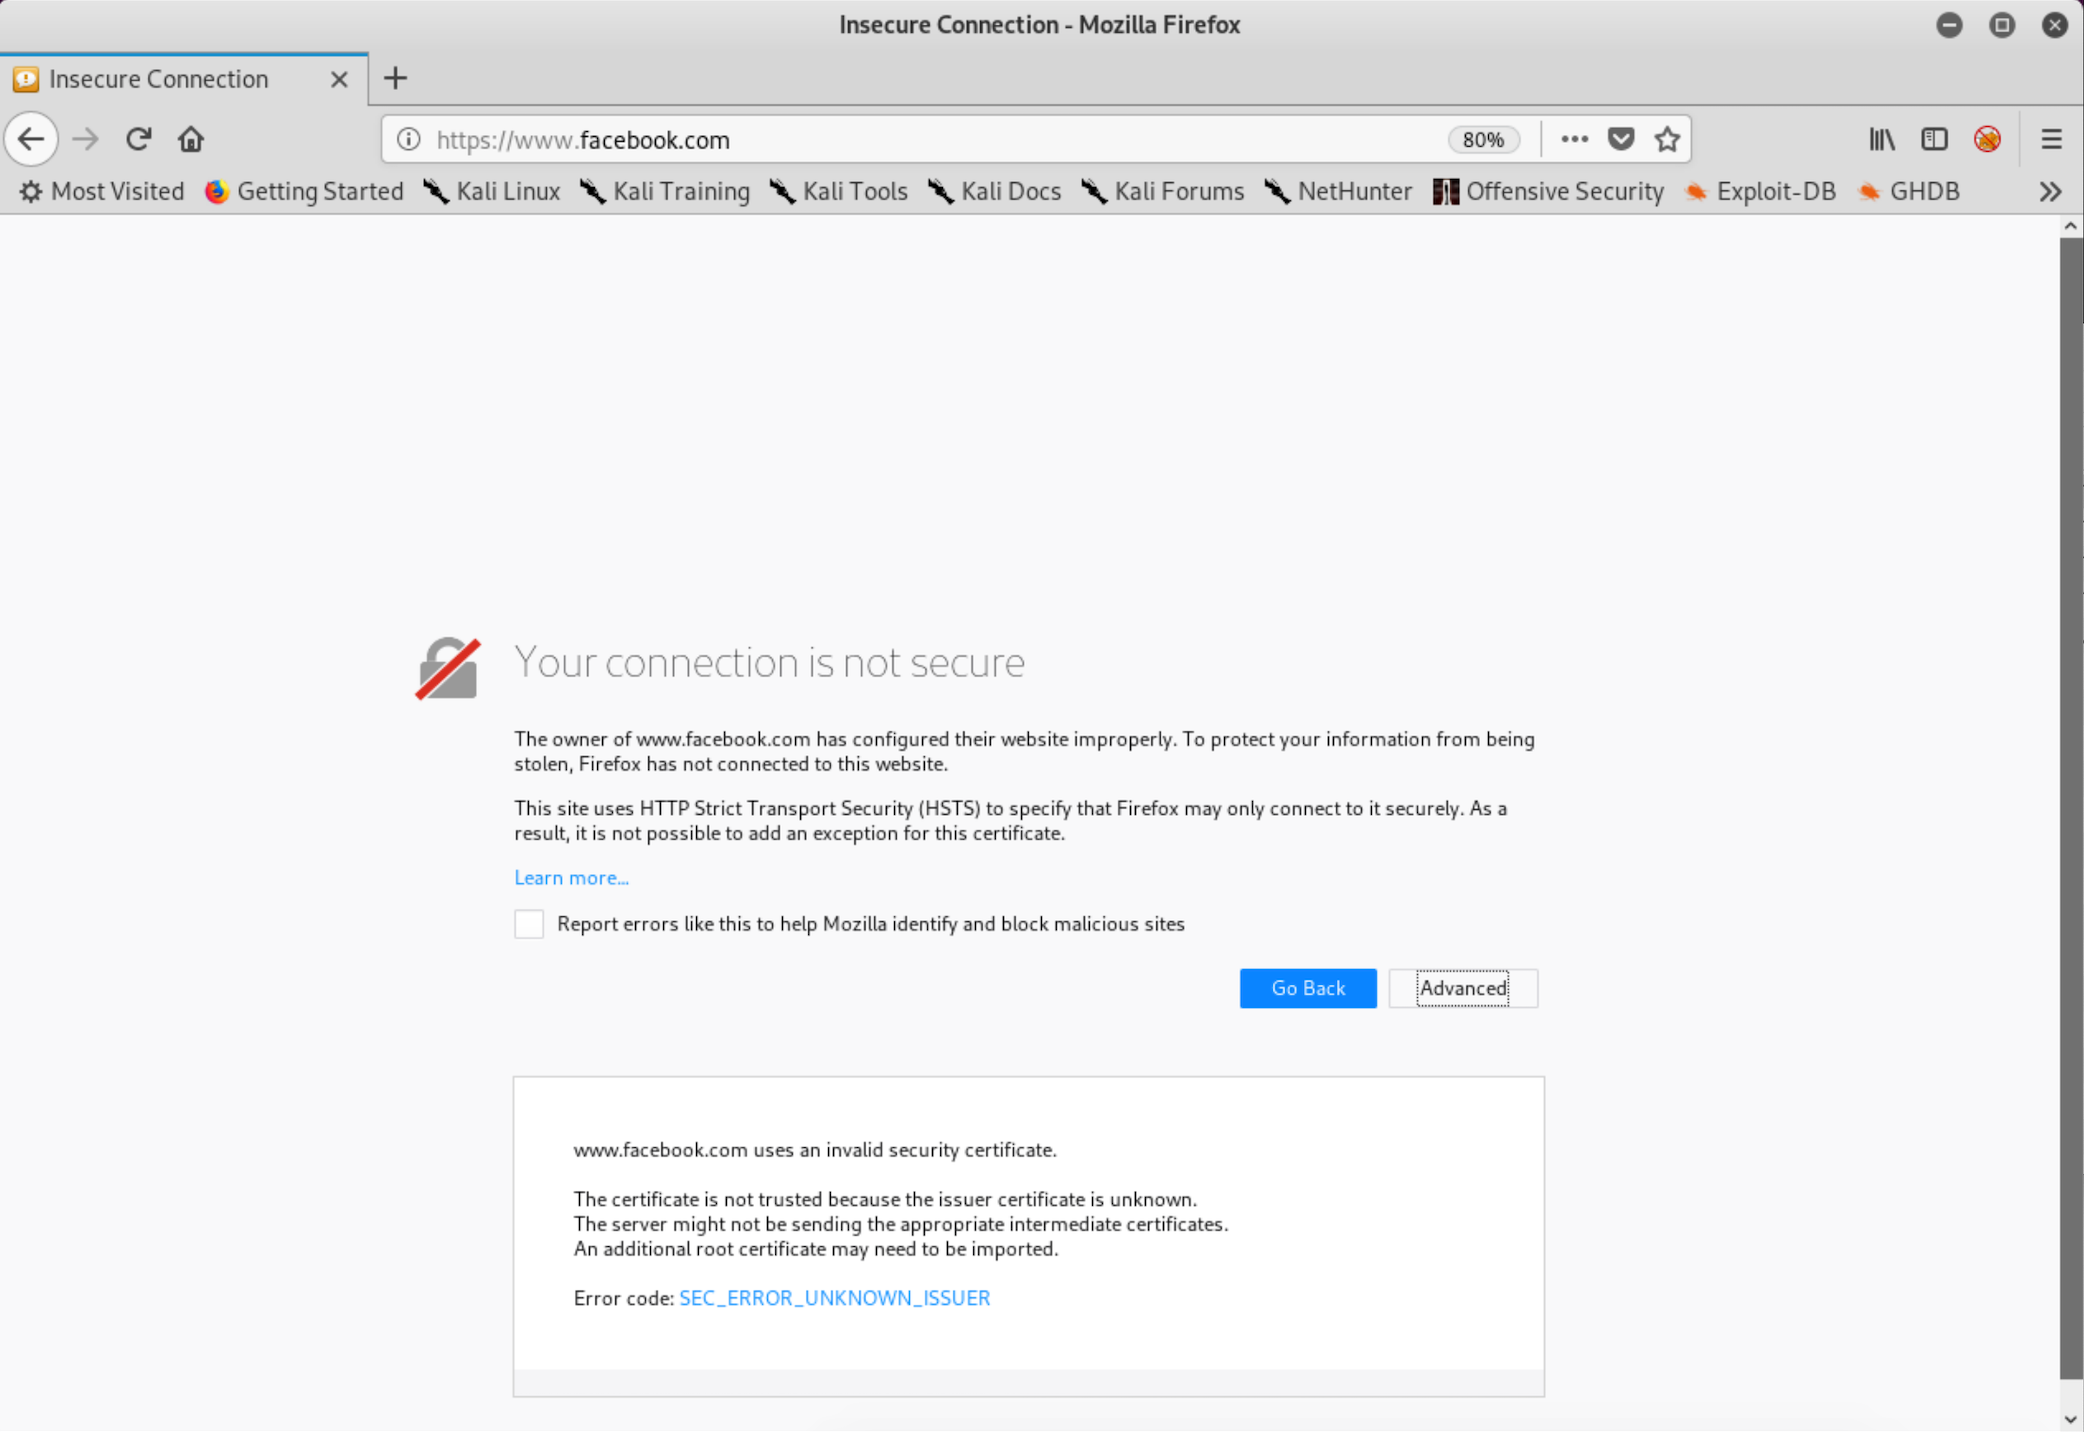 Insecure Connection - Mozilla Firefox
Insecure Connection
https://www.facebook.com 80%
Most Visited Getting Started Kali Linux Kali Training Kali Tools Kali Docs Kali Forums NetHunter Offensive Security Exploit-DB GHDB
Your connection is not secure
The owner of www.facebook.com has configured their website improperly. To protect your information from being
stolen, Firefox has not connected to this website.
This site uses HTTP Strict Transport Security (HSTS) to specify that Firefox may only connect to it securely. As a
result, it is not possible to add an exception for this certificate.
Learn more...
Report errors like this to help Mozilla identify and block malicious sites
Go Back Advanced
www.facebook.com uses an invalid security certificate.
The certificate is not trusted because the issuer certificate is unknown.
The server might not be sending the appropriate intermediate certificates.
An additional root certificate may need to be imported.
Error code: SEC_ERROR_UNKNOWN_ISSUER